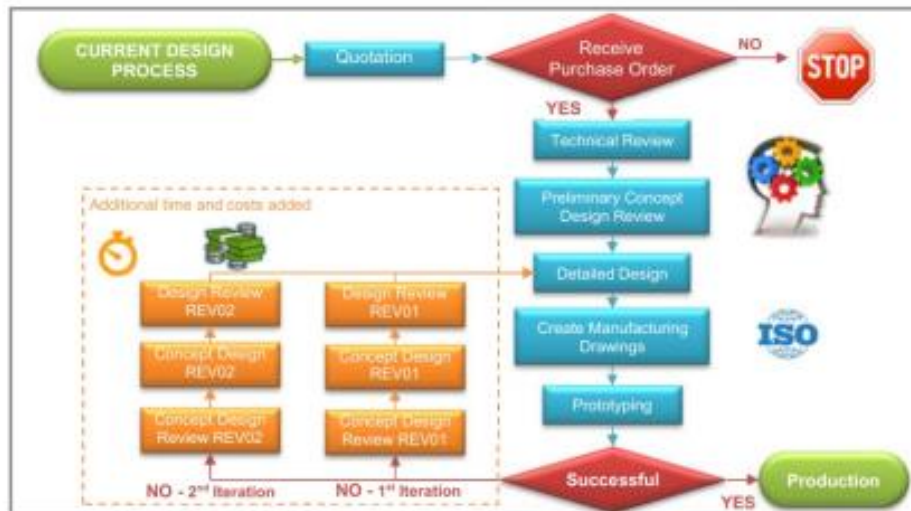 CURRENT DESIGN
PROCESS
Quotation
Receive
Purchase Order
NO
STOP
YES
Technical Review
Preliminary Concept
Design Review
Additional time and costs added
Detailed Design
Design Review
REV02
Design Review
REV01
Create Manufacturing
Drawings
ISO
Concept Design
REV02
Concept Design
REV01
Prototyping
Concept Design
Review REV02
Concept Design
Review REV01
Successful
Production
NO - 2nd Iteration
NO - 1st Iteration
YES